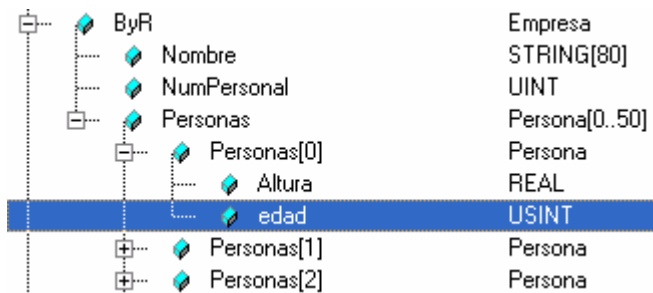 ByR Empresa
Nombre STRING[80]
NumPersonal UINT
Personas Persona[0..50]
Personas[0] Persona
Altura REAL
edad USINT
Personas[1] Persona
Personas[2] Persona